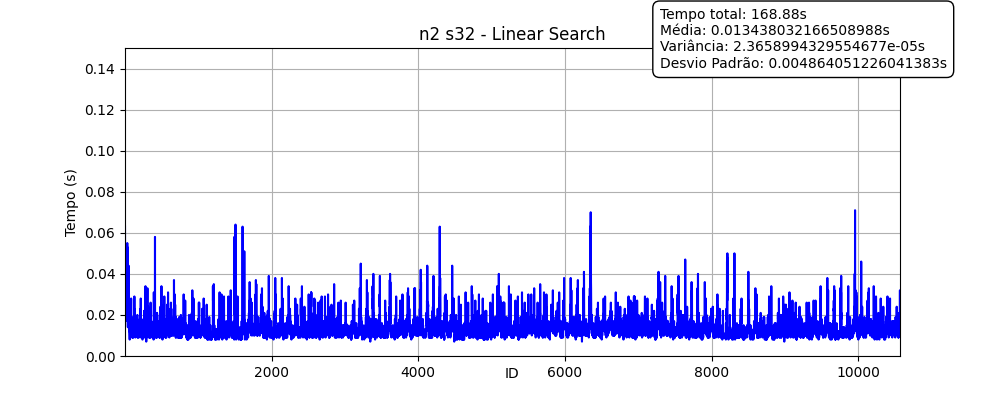 n2 s32 - Linear Search
Tempo total: 168.88s
Média: 0.013438032166508988s
Variância: 2.3658994329554677e-05s
Desvio Padrão: 0.004864051226041383s
Tempo (s)
0.14
0.12
0.10
0.08
0.06
0.04
0.02
0.00
2000
4000
6000
8000
10000
ID